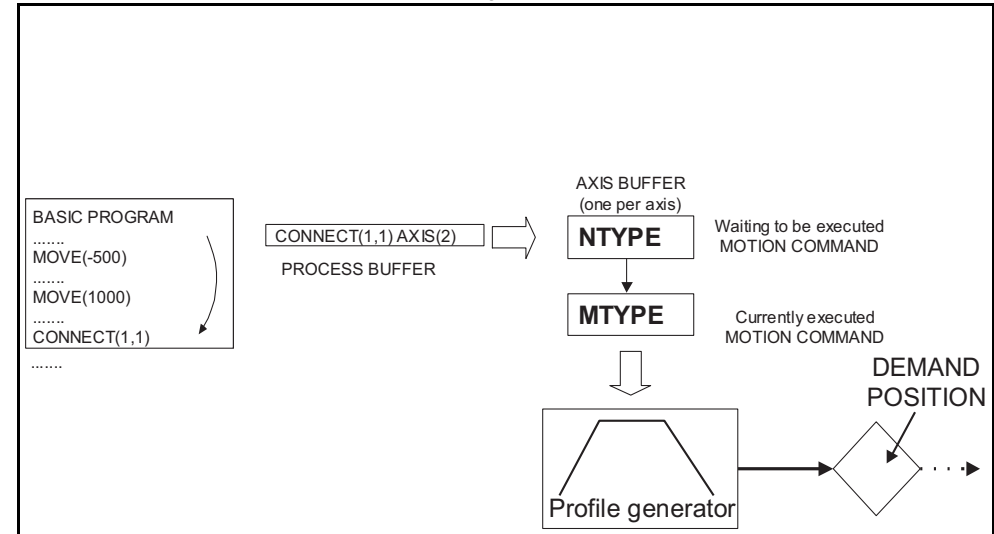 BASIC PROGRAM
.......
MOVE(-500)
.......
MOVE(1000)
.......
CONNECT(1,1)
.......
CONNECT(1,1) AXIS(2)
PROCESS BUFFER
AXIS BUFFER
(one per axis)
NTYPE
Waiting to be executed
MOTION COMMAND
MTYPE
Currently executed
MOTION COMMAND
Profile generator
DEMAND
POSITION